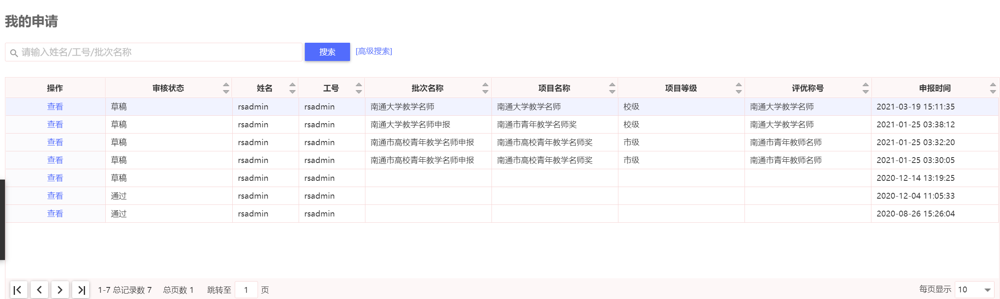 我的申请
请输入姓名/工号/批次名称 搜索 [高级搜索]
操作 审核状态 姓名 工号 批次名称 项目名称 项目等级 评优称号 申报时间
查看 草稿 rsadmin rsadmin 南通大学教学名师 南通大学教学名师 校级 南通大学教学名师 2021-03-19 15:11:35
查看 草稿 rsadmin rsadmin 南通大学教学名师申报 南通市青年教学名师奖 校级 南通大学教学名师 2021-01-25 03:38:12
查看 草稿 rsadmin rsadmin 南通市高校青年教学名师申报 南通市高校青年教学名师奖 市级 南通市青年教师名师 2021-01-25 03:32:20
查看 草稿 rsadmin rsadmin 南通市高校青年教学名师申报 南通市高校青年教学名师奖 市级 南通市青年教师名师 2021-01-25 03:30:05
查看 草稿 rsadmin rsadmin 2020-12-14 13:19:25
查看 通过 rsadmin rsadmin 2020-12-04 11:05:33
查看 通过 rsadmin rsadmin 2020-08-26 15:26:04
1-7 总记录数 7 总页数 1 跳转至 1 页 每页显示 10